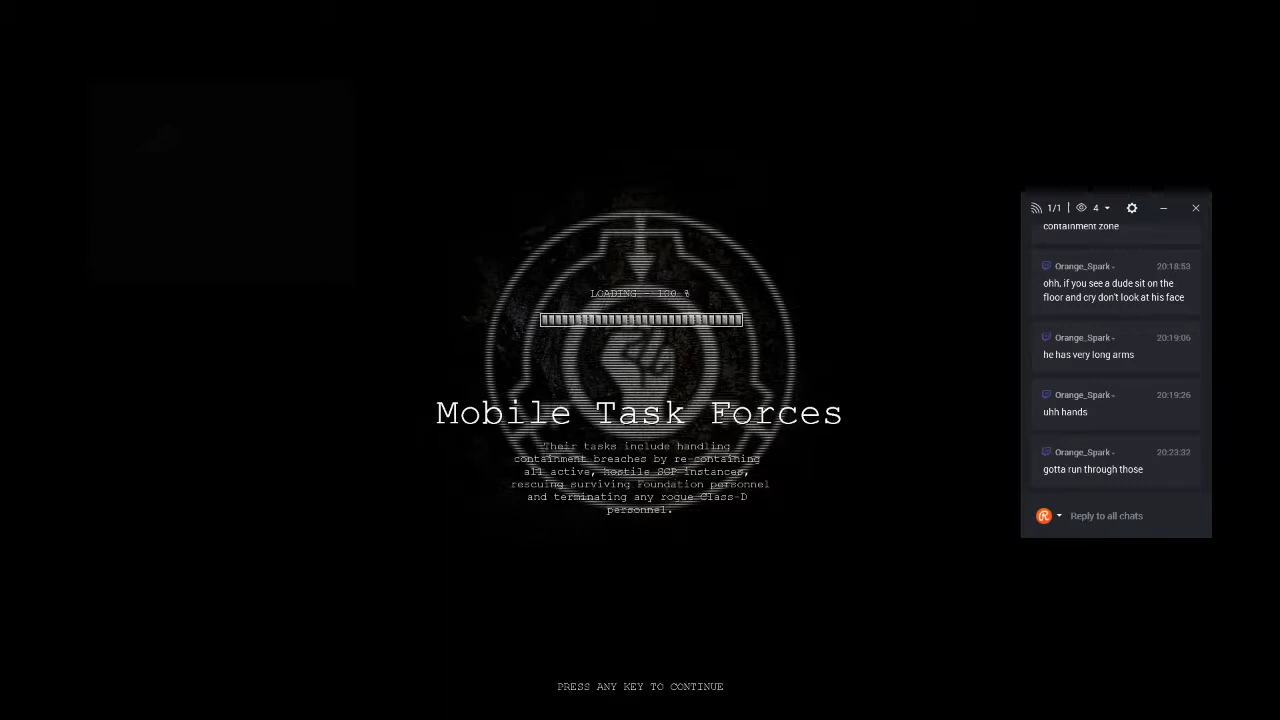 LOADING - 100 %
Mobile Task Forces
Their tasks include handling
containment breaches by re-containing
all active, hostile SCP instances,
rescuing surviving Foundation personnel
and terminating any rogue Class-D
personnel.
PRESS ANY KEY TO CONTINUE
1/1
4
containment zone
Orange_Spark- 20:18:53
ohh, if you see a dude sit on the
floor and cry don't look at his face
Orange_Spark- 20:19:06
he has very long arms
Orange_Spark- 20:19:26
uhh hands
Orange_Spark- 20:23:32
gotta run through those
Reply to all chats